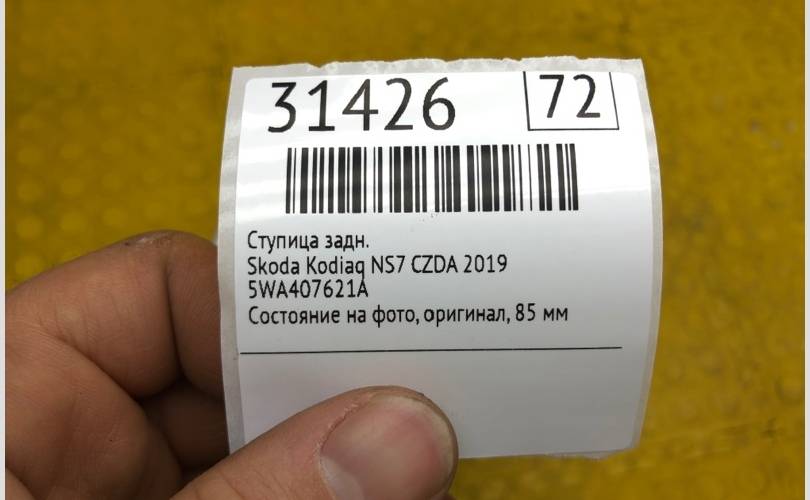 31426 72
Ступица задн.
Skoda Kodiaq NS7 CZDA 2019
5WA407621A
Состояние на фото, оригинал, 85 мм